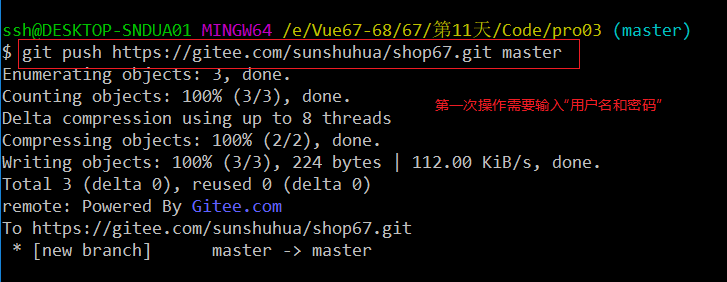 ssh@DESKTOP-SNDUA01 MINGW64 /e/Vue67-68/67/第11天/Code/pro03 (master)
$ git push https://gitee.com/sunshuhua/shop67.git master
Enumerating objects: 3, done.
Counting objects: 100% (3/3), done.
第一次操作需要输入“用户名和密码”
Delta compression using up to 8 threads
Compressing objects: 100% (2/2), done.
Writing objects: 100% (3/3), 224 bytes | 112.00 KiB/s, done.
Total 3 (delta 0), reused 0 (delta 0)
remote: Powered By Gitee.com
To https://gitee.com/sunshuhua/shop67.git
 * [new branch]      master -> master